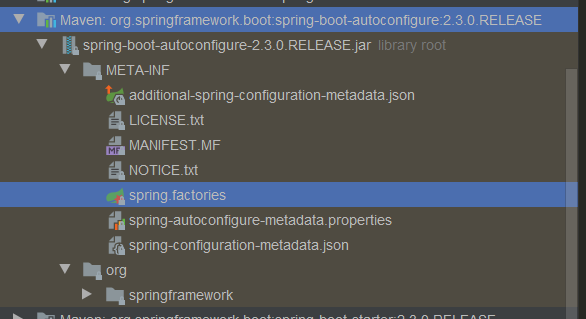 Maven: org.springframework.boot:spring-boot-autoconfigure:2.3.0.RELEASE
spring-boot-autoconfigure-2.3.0.RELEASE.jar library root
META-INF
additional-spring-configuration-metadata.json
LICENSE.txt
MF MANIFEST.MF
NOTICE.txt
spring.factories
spring-autoconfigure-metadata.properties
spring-configuration-metadata.json
org
springframework
Maven: org.springframework.boot:spring-boot-starter:2.3.0.RELEASE